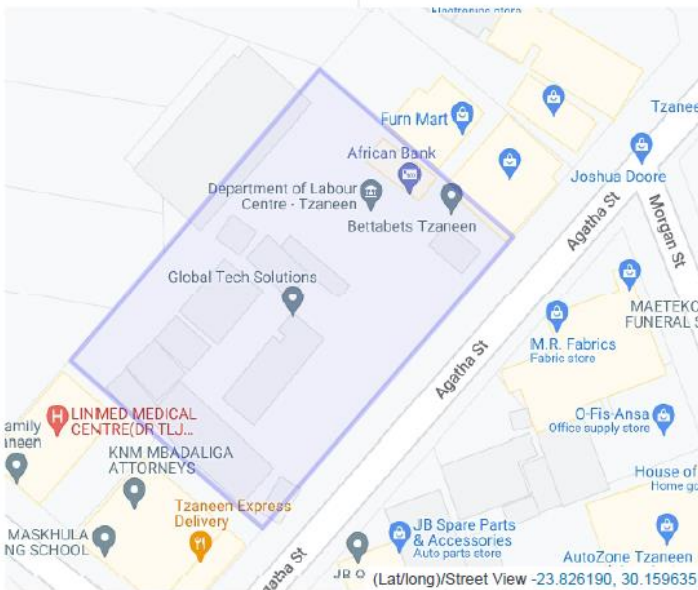 Electronics store
Furn Mart
Tzanee
African Bank
Joshua Doore
Department of Labour
Centre - Tzaneen
Bettabets Tzaneen
Agatha St
Morgan St
Global Tech Solutions
MAETEKO
FUNERAL S
M.R. Fabrics
Fabric store
Agatha St
LINMED MEDICAL
CENTRE(DR TLJ...
amily
aneen
O-Fis-Ansa
Office supply store
KNM MBADALIGA
ATTORNEYS
House of
Home go
Tzaneen Express
Delivery
MASKHULA
NG SCHOOL
JB Spare Parts
& Accessories
Auto parts store
AutoZone Tzaneen
Agatha St
(Lat/long)/Street View -23.826190, 30.159635